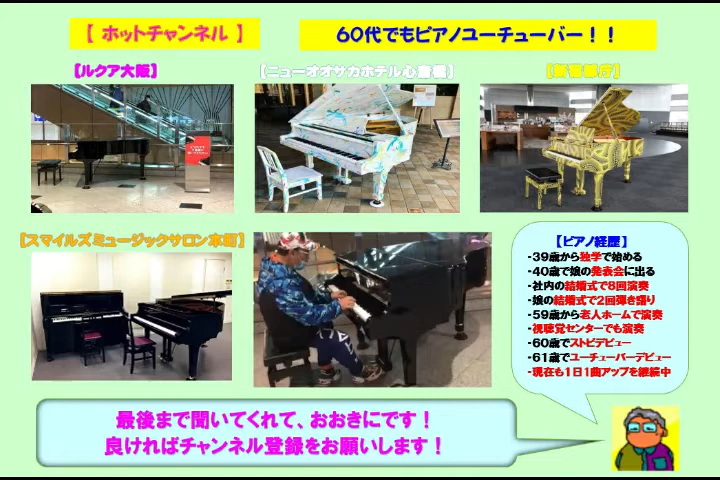 【 ホットチャンネル 】
60代でもピアノユーチューバー！！
【ルクア大阪】
【ニューオオサカホテル心斎橋】
【新宿都庁】
【スマイルズミュージックサロン本町】
【ピアノ経歴】
-39歳から独学で始める
-40歳で娘の発表会に出る
-社内の結婚式で8回演奏
-娘の結婚式で2回弾き語り
-59歳から老人ホームで演奏
-視聴覚センターでも演奏
-60歳でストピデビュー
-61歳でユーチューバーデビュー
-現在も1日1曲アップを継続中
最後まで聞いてくれて、おおきにです！
良ければチャンネル登録をお願いします！